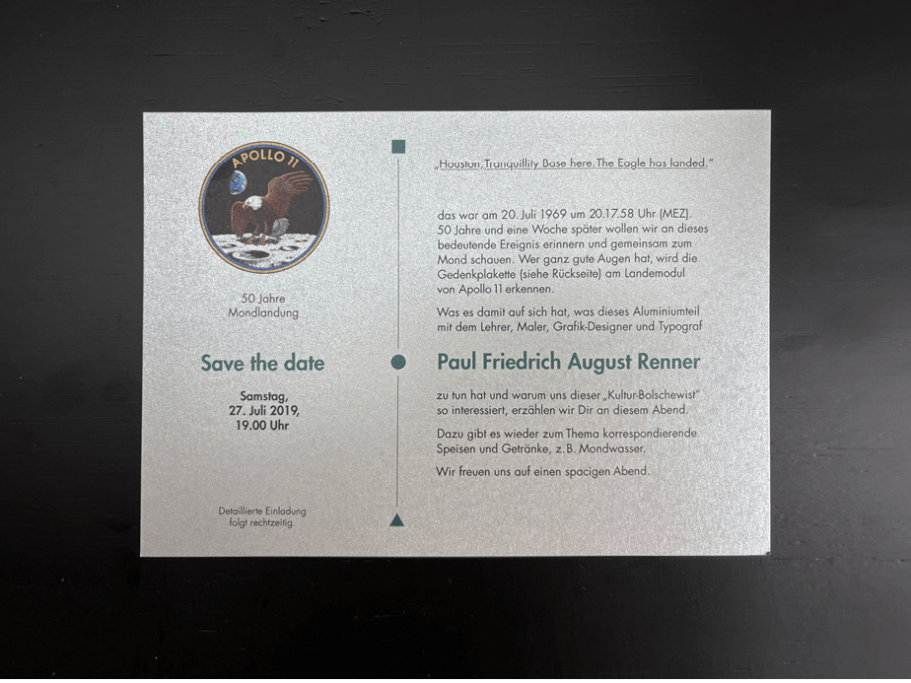 APOLLO 11
50 Jahre
Mondlandung
Save the date
Samstag,
27. Juli 2019,
19.00 Uhr
Detaillierte Einladung
folgt rechtzeitig.
„Houston, Tranquillity Base here. The Eagle has landed.“
das war am 20. Juli 1969 um 20.17.58 Uhr (MEZ).
50 Jahre und eine Woche später wollen wir an dieses
bedeutende Ereignis erinnern und gemeinsam zum
Mond schauen. Wer ganz gute Augen hat, wird die
Gedenkplakette (siehe Rückseite) am Landemodul
von Apollo 11 erkennen.
Was es damit auf sich hat, was dieses Aluminiumteil
mit dem Lehrer, Maler, Grafik-Designer und Typograf
Paul Friedrich August Renner
zu tun hat und warum uns dieser „Kultur-Bolschewist“
so interessiert, erzählen wir Dir an diesem Abend.
Dazu gibt es wieder zum Thema korrespondierende
Speisen und Getränke, z.B. Mondwasser.
Wir freuen uns auf einen spacigen Abend.